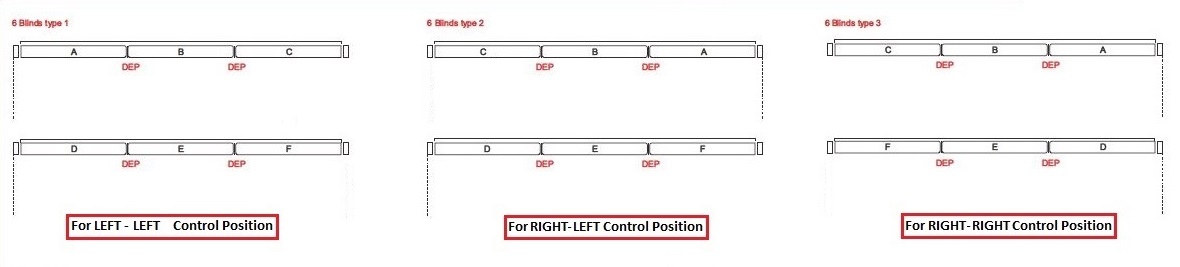 6 Blinds type 1
6 Blinds type 2
6 Blinds type 3
A B C
C B A
C B A
DEP DEP
DEP DEP
DEP DEP
D E F
D E F
F E D
DEP DEP
DEP DEP
DEP DEP
For LEFT - LEFT Control Position
For RIGHT-LEFT Control Position
For RIGHT-RIGHT Control Position